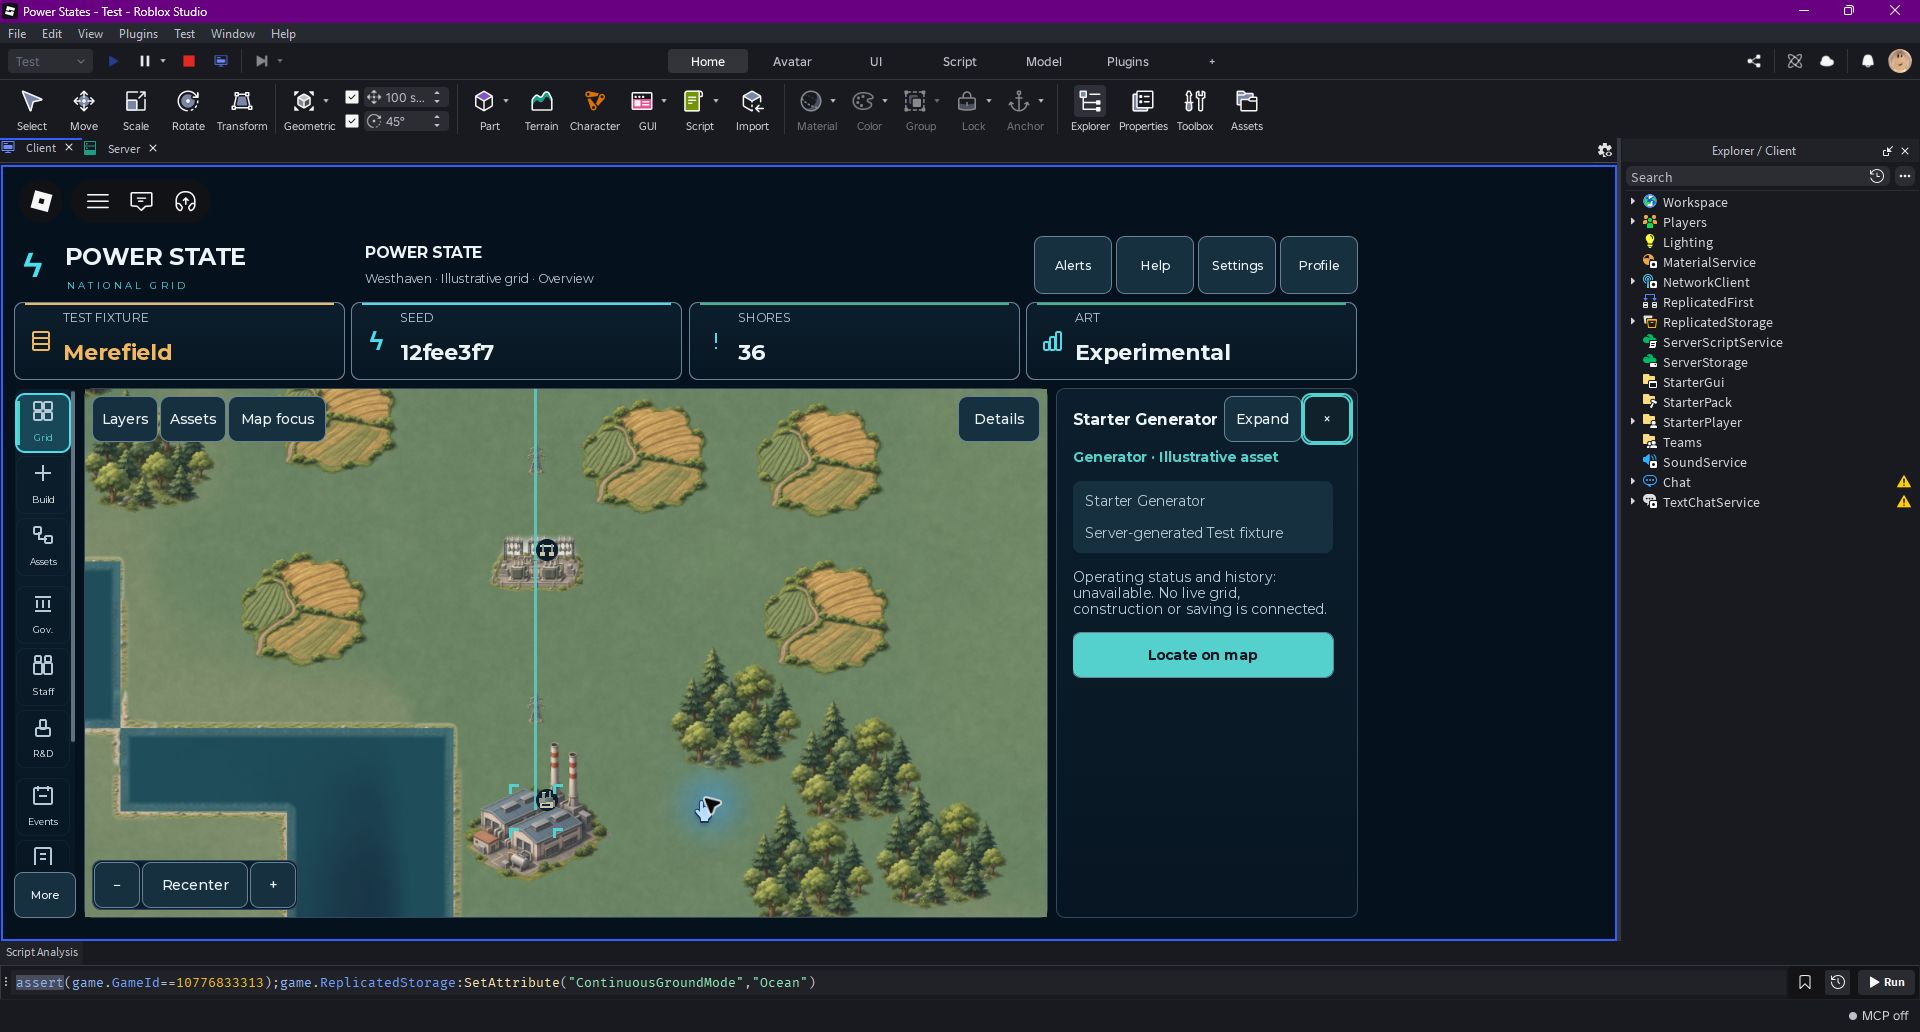 Power States - Test - Roblox Studio
File Edit View Plugins Test Window Help
Test
Home Avatar UI Script Model Plugins +
100 s...
45°
Select Move Scale Rotate Transform Geometric Part Terrain Character GUI Script Import Material Color Group Lock Anchor Explorer Properties Toolbox Assets
Client Server
Explorer / Client
Search
Workspace
Players
Lighting
MaterialService
NetworkClient
ReplicatedFirst
ReplicatedStorage
ServerScriptService
ServerStorage
StarterGui
StarterPack
StarterPlayer
Teams
SoundService
Chat
TextChatService
POWER STATE
NATIONAL GRID
POWER STATE
Westhaven · Illustrative grid · Overview
Alerts Help Settings Profile
TEST FIXTURE
Merefield
SEED
12fee3f7
SHORES
36
ART
Experimental
Grid
Build
Assets
Gov.
Staff
R&D
Events
More
Layers Assets Map focus
Details
− Recenter +
Starter Generator Expand ×
Generator · Illustrative asset
Starter Generator
Server-generated Test fixture
Operating status and history:
unavailable. No live grid,
construction or saving is connected.
Locate on map
Script Analysis
assert(game.GameId==10776833313);game.ReplicatedStorage:SetAttribute("ContinuousGroundMode","Ocean")
Run
MCP off